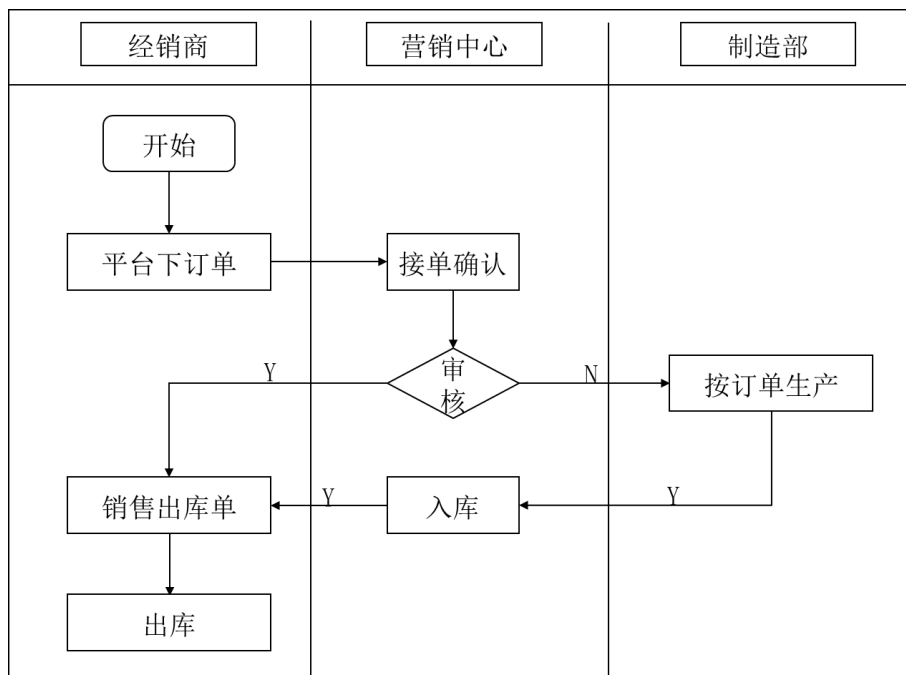 经销商
营销中心
制造部
开始
平台下订单
接单确认
审
核
Y
N
按订单生产
销售出库单
Y
入库
Y
出库